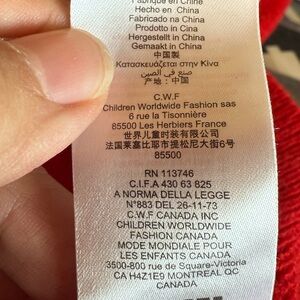 Fabriqué en Chine
Hecho en China
Fabricado na China
Prodotto in Cina
Hergestellt in China
Gemaakt in China
中国製
Κατασκευάζεται στην Κίνα
صنع في الصين
产地：中国
C.W.F
Children Worldwide Fashion sas
6 rue la Tisonnière
85500 Les Herbiers France
世界儿童时装有限公司
法国莱塞比耶市提松大街6号
85500
RN 113746
C.I.F.A 430 63 825
A NORMA DELLA LEGGE
N°883 DEL 26-11-73
C.W.F CANADA INC
CHILDREN WORLDWIDE
FASHION CANADA
MODE MONDIALE POUR
LES ENFANTS CANADA
3500-800 rue de Square-Victoria
CA H4Z1E9 MONTREAL QC
CANADA